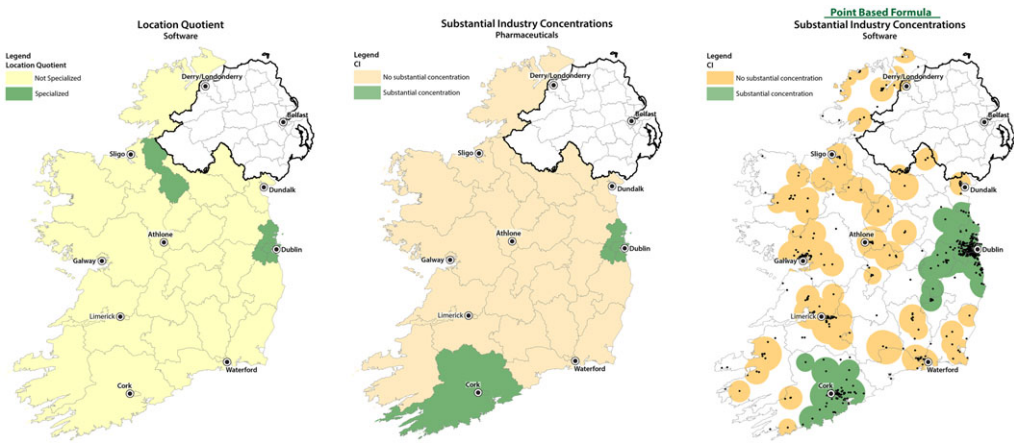 Location Quotient
Software
Legend
Location Quotient
Not Specialized
Specialized
Derry/Londonderry
Belfast
Sligo
Dundalk
Athlone
Dublin
Galway
Limerick
Waterford
Cork
Substantial Industry Concentrations
Pharmaceuticals
Legend
CI
No substantial concentration
Substantial concentration
Derry/Londonderry
Belfast
Sligo
Dundalk
Athlone
Dublin
Galway
Limerick
Waterford
Cork
Point Based Formula
Substantial Industry Concentrations
Software
Legend
CI
No substantial concentration
Substantial concentration
Derry/Londonderry
Belfast
Sligo
Dundalk
Athlone
Dublin
Galway
Limerick
Waterford
Cork